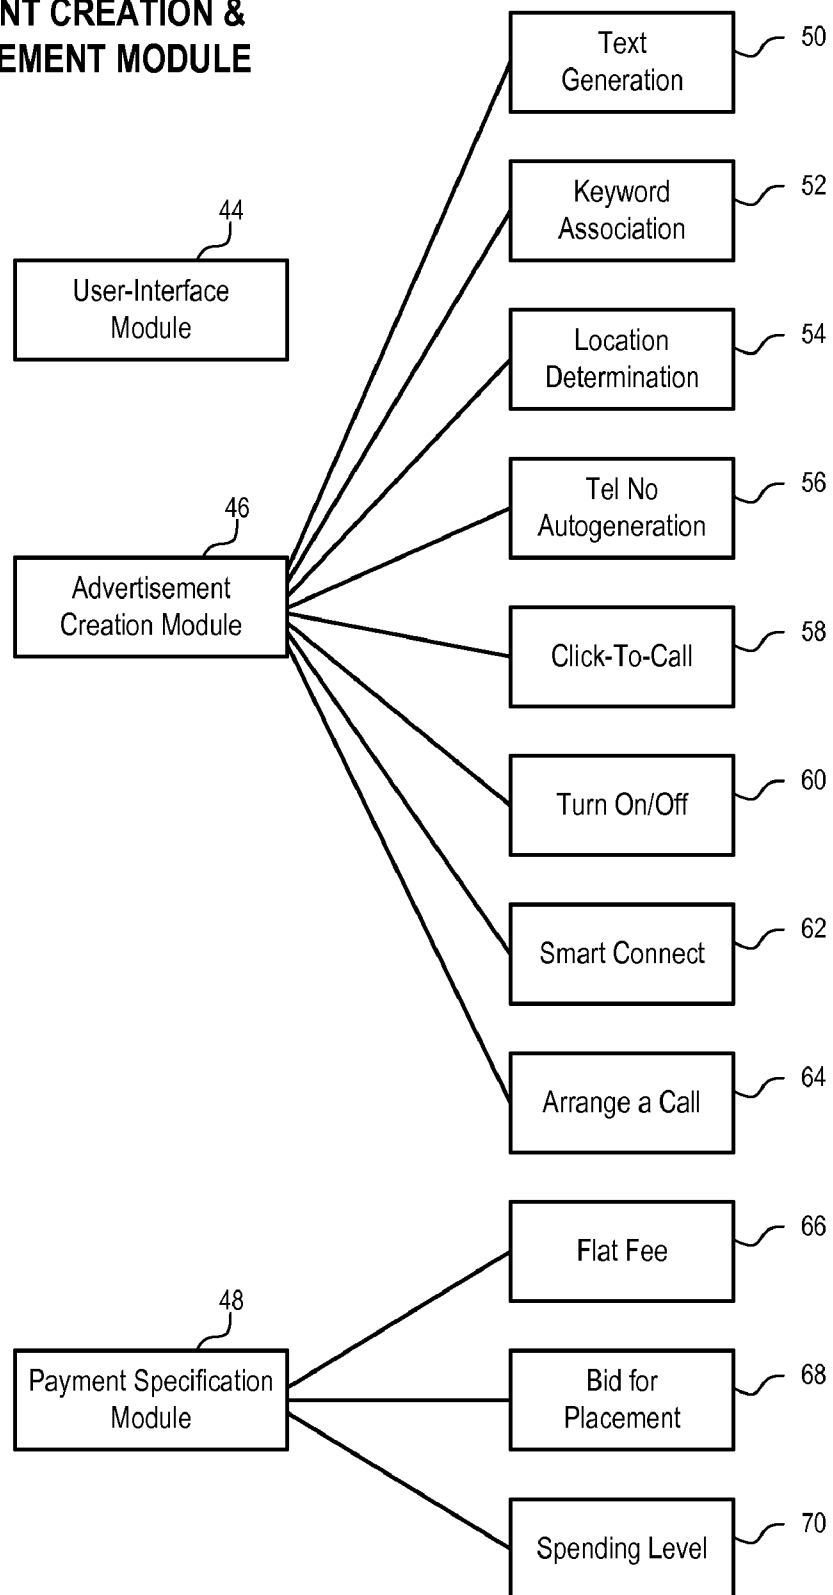 NT CREATION &
EMENT MODULE
50
Text
Generation
52
Keyword
Association
44
User-Interface
Module
54
Location
Determination
56
Tel No
Autogeneration
46
Advertisement
Creation Module
58
Click-To-Call
60
Turn On/Off
62
Smart Connect
64
Arrange a Call
66
Flat Fee
48
Payment Specification
Module
68
Bid for
Placement
70
Spending Level